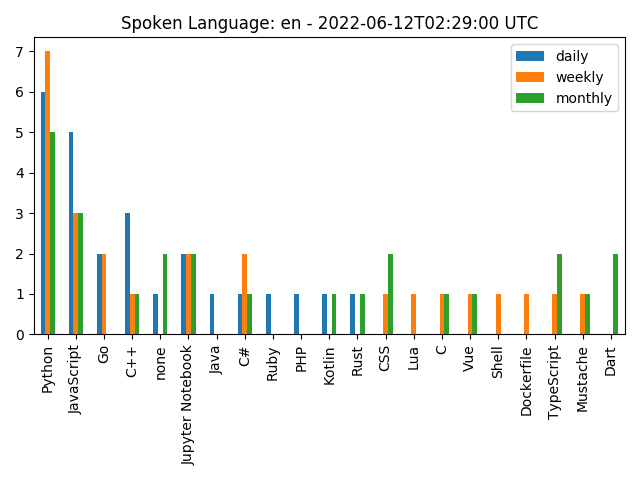 Spoken Language: en - 2022-06-12T02:29:00 UTC
daily
weekly
monthly
7
6
5
4
3
2
1
0
Python
JavaScript
Go
C++
none
Jupyter Notebook
Java
C#
Ruby
PHP
Kotlin
Rust
CSS
Lua
C
Vue
Shell
Dockerfile
TypeScript
Mustache
Dart